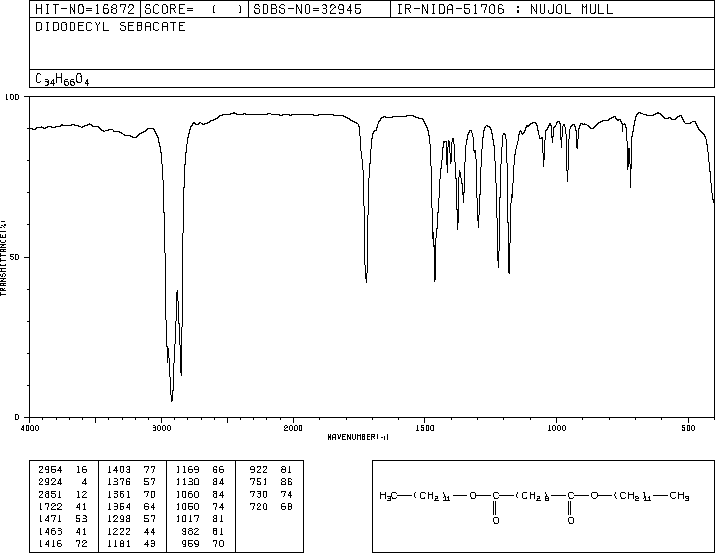 HIT-NO=16872 SCORE= ( ) SDBS-NO=32945 IR-NIDA-51706 : NUJOL MULL
DIDODECYL SEBACATE
C34H66O4
100
50
0
TRANSMITTANCE(%)
4000 3000 2000 1500 1000 500
WAVENUMBER(-1)
2954 16 1403 77 1169 66 922 81
2924 4 1376 57 1130 84 751 86
2851 12 1361 70 1060 84 730 74
1722 41 1354 64 1050 74 720 68
1471 53 1298 57 1017 81
1463 41 1222 44 982 81
1416 72 1181 43 959 70
H3C—(CH2)11—O—C—(CH2)8—C—O—(CH2)11—CH3
O O